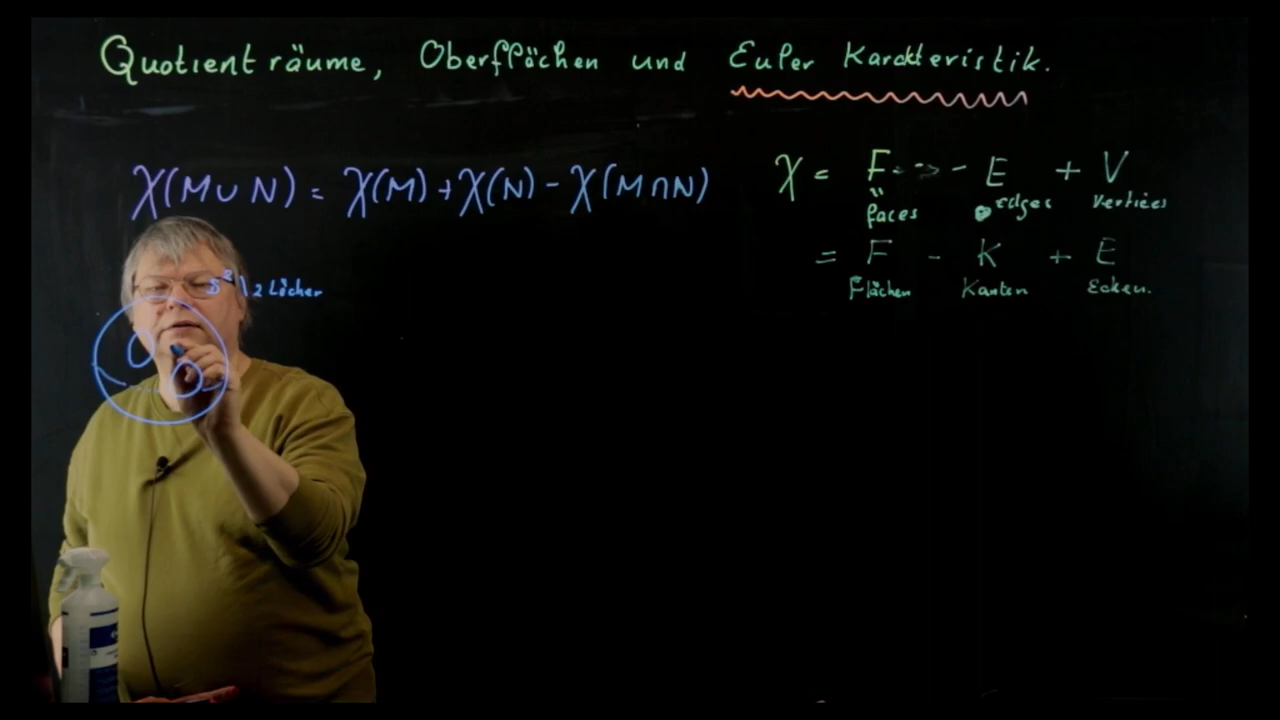 Quotienträume, Oberflächen und Euler Karakteristik.
χ(M∪N) = χ(M)+χ(N)-χ(M∩N)
χ = F - E + V
faces edges vertices
= F - K + E
Flächen Kanten Ecken.
S² \ 2 Löcher